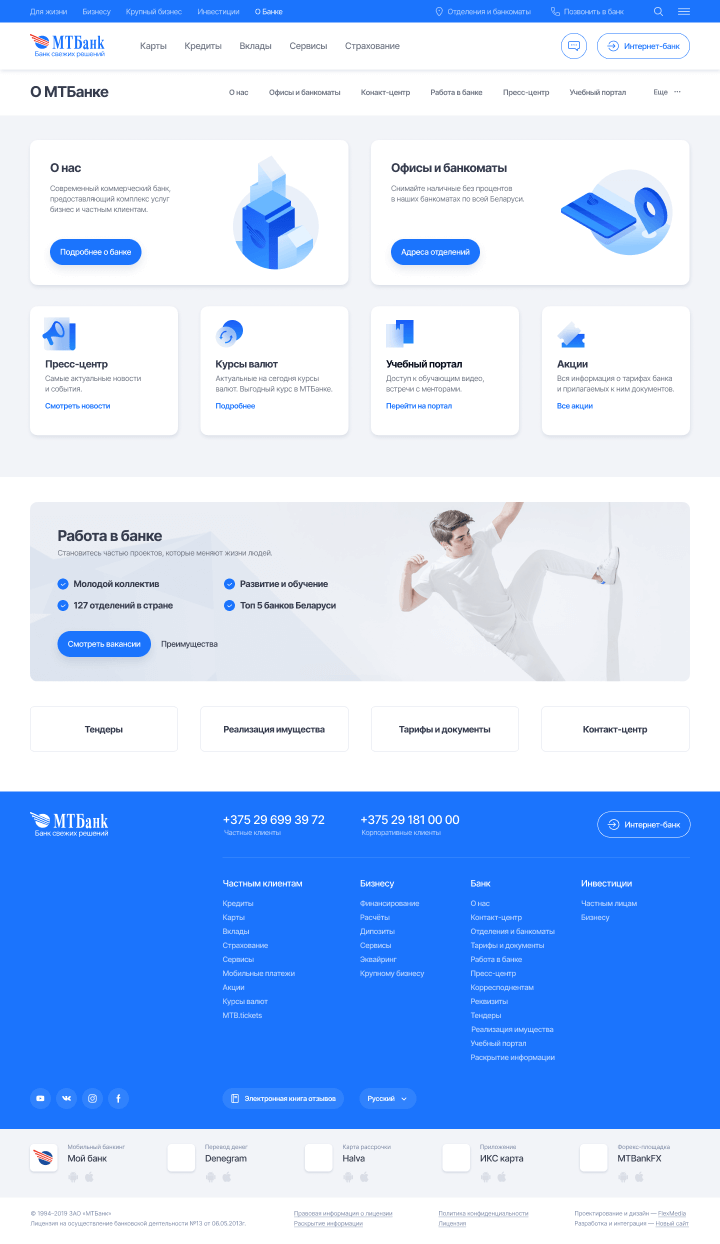 Для жизни Бизнесу Крупный бизнес Инвестиции О Банке Отделения и банкоматы Позвонить в банк
МТБанк
Банк свежих решений
Карты Кредиты Вклады Сервисы Страхование Интернет-банк
О МТБанке О нас Офисы и банкоматы Конакт-центр Работа в банке Пресс-центр Учебный портал Еще ···
О нас
Современный коммерческий банк,
предоставляющий комплекс услуг
бизнес и частным клиентам.
Подробнее о банке
Офисы и банкоматы
Снимайте наличные без процентов
в наших банкоматах по всей Беларуси.
Адреса отделений
Пресс-центр
Самые актуальные новости
и события.
Смотреть новости
Курсы валют
Актуальные на сегодня курсы
валют. Выгодный курс в МТБанке.
Подробнее
Учебный портал
Доступ к обучающим видео,
встречи с менторами.
Перейти на портал
Акции
Вся информация о тарифах банка
и прилагаемых к ним документов.
Все акции
Работа в банке
Становитесь частью проектов, которые меняют жизни людей.
Молодой коллектив Развитие и обучение
127 отделений в стране Топ 5 банков Беларуси
Смотреть вакансии Преимущества
Тендеры Реализация имущества Тарифы и документы Контакт-центр
МТБанк
Банк свежих решений
+375 29 699 39 72
Частные клиенты
+375 29 181 00 00
Корпоративные клиенты
Интернет-банк
Частным клиентам
Кредиты
Карты
Вклады
Страхование
Сервисы
Мобильные платежи
Акции
Курсы валют
MTB.tickets
Бизнесу
Финансирование
Расчёты
Дипозиты
Сервисы
Эквайринг
Крупному бизнесу
Банк
О нас
Контакт-центр
Отделения и банкоматы
Тарифы и документы
Работа в банке
Пресс-центр
Корреспондентам
Реквизиты
Тендеры
Реализация имущества
Учебный портал
Раскрытие информации
Инвестиции
Частным лицам
Бизнесу
Электронная книга отзывов Русский
Мобильный банкинг
Мой банк
Перевод денег
Denegram
Карта рассрочки
Halva
Приложение
ИКС карта
Форекс-площадка
MTBankFX
© 1994–2019 ЗАО «МТБанк»
Лицензия на осуществление банковской деятельности №13 от 06.05.2013г.
Правовая информация о лицензии
Раскрытие информации
Политика конфиденциальности
Лицензия
Проектирование и дизайн — FlexMedia
Разработка и интеграция — Новый сайт